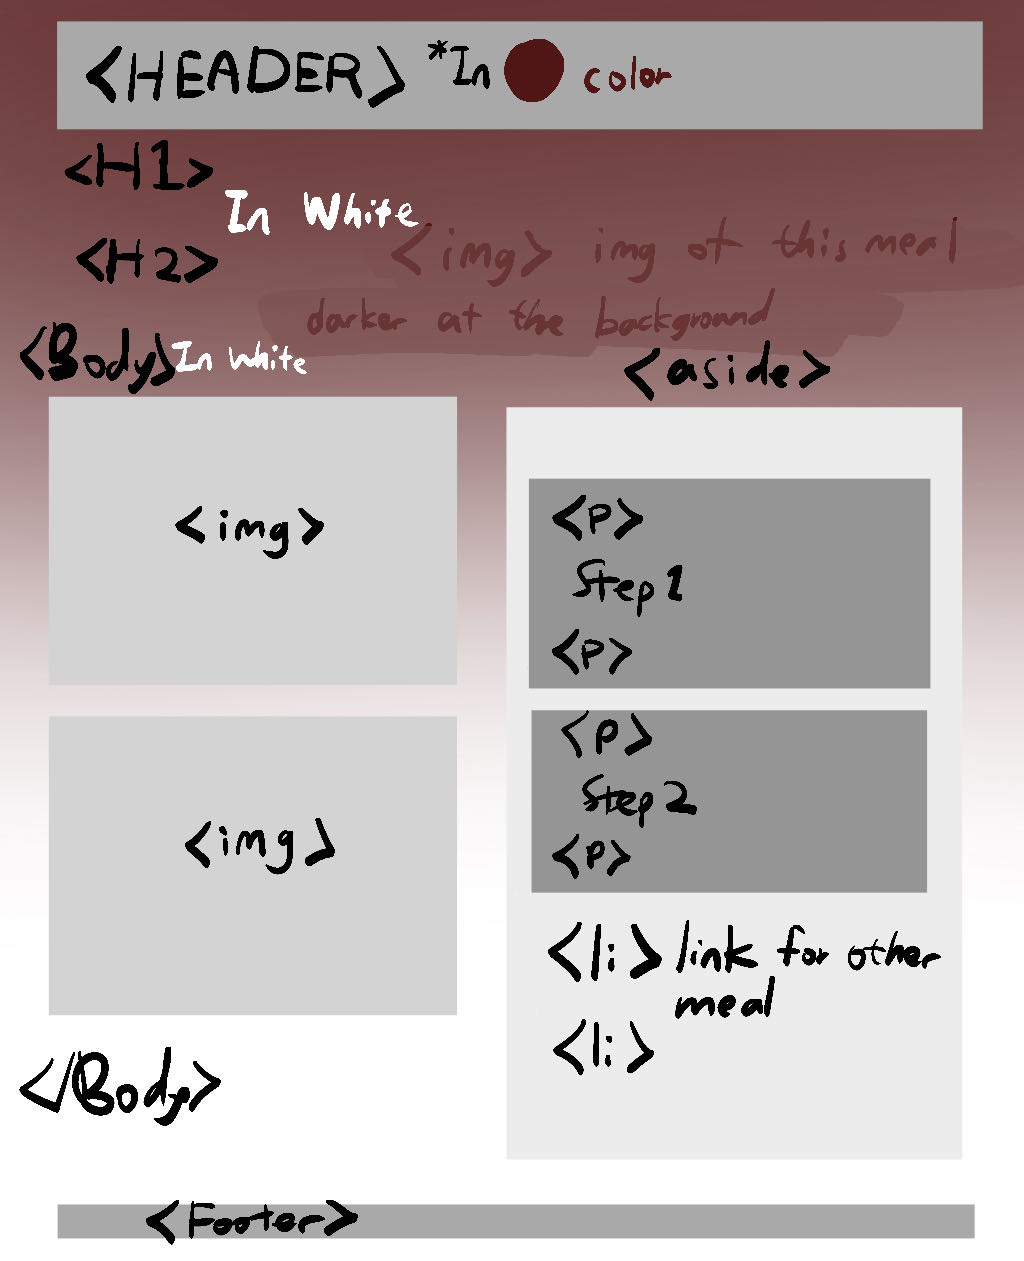 <HEADER> *In color
<H1>
In White
<H2>
<img> img of this meal
darker at the background
<Body> In white
<aside>
<img>
<P>
Step 1
<P>
<img>
<P>
Step 2
<P>
<li> link for other
meal
<li>
</Body>
<Footer>